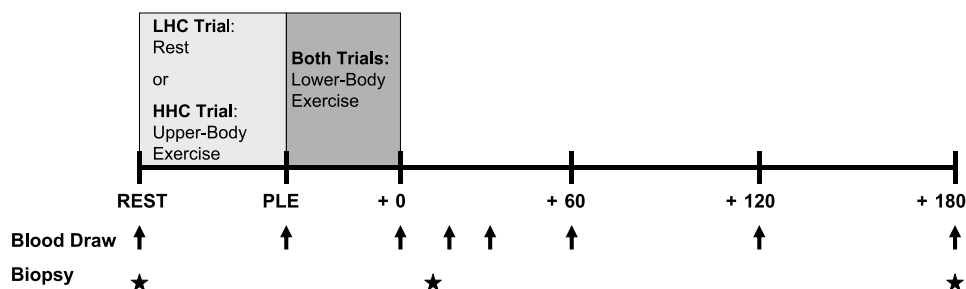 LHC Trial:
Rest
or
HHC Trial:
Upper-Body
Exercise
Both Trials:
Lower-Body
Exercise
REST PLE + 0 + 60 + 120 + 180
Blood Draw
Biopsy